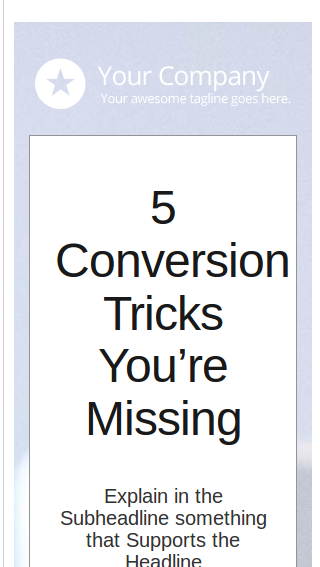 Your Company
Your awesome tagline goes here.
5
Conversion
Tricks
You’re
Missing
Explain in the
Subheadline something
that Supports the
Headline